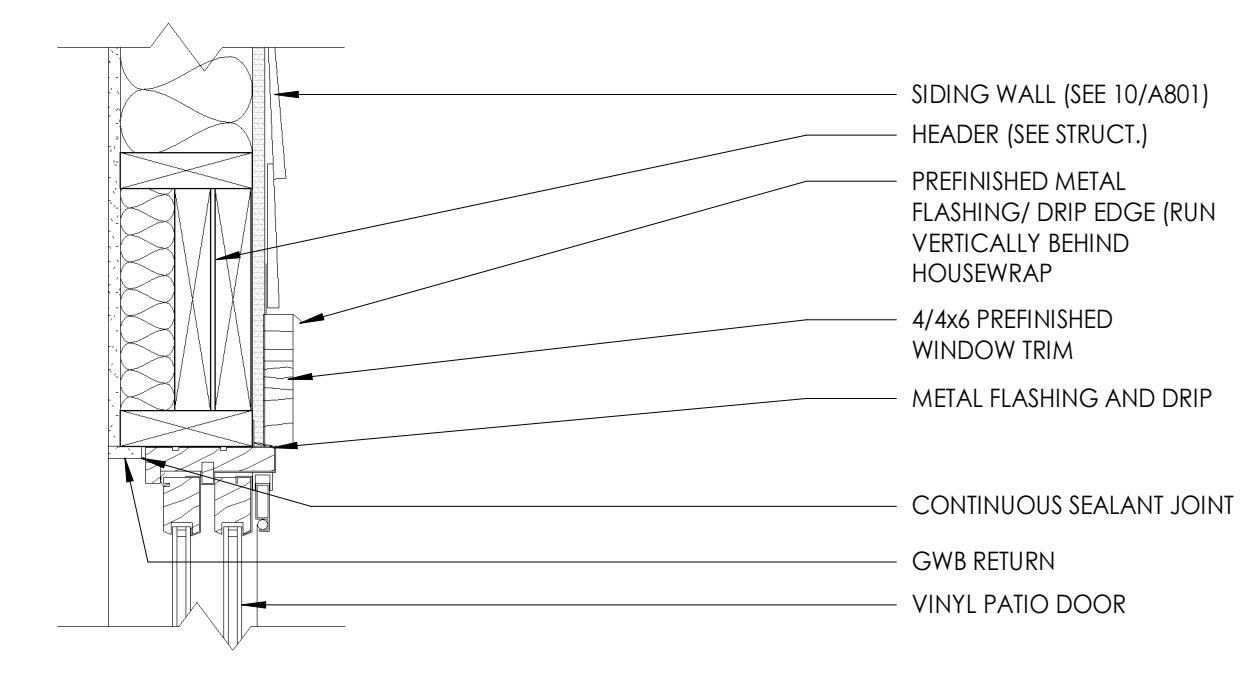 SIDING WALL (SEE 10/A801)
HEADER (SEE STRUCT.)
PREFINISHED METAL
FLASHING/ DRIP EDGE (RUN
VERTICALLY BEHIND
HOUSEWRAP
4/4x6 PREFINISHED
WINDOW TRIM
METAL FLASHING AND DRIP
CONTINUOUS SEALANT JOINT
GWB RETURN
VINYL PATIO DOOR